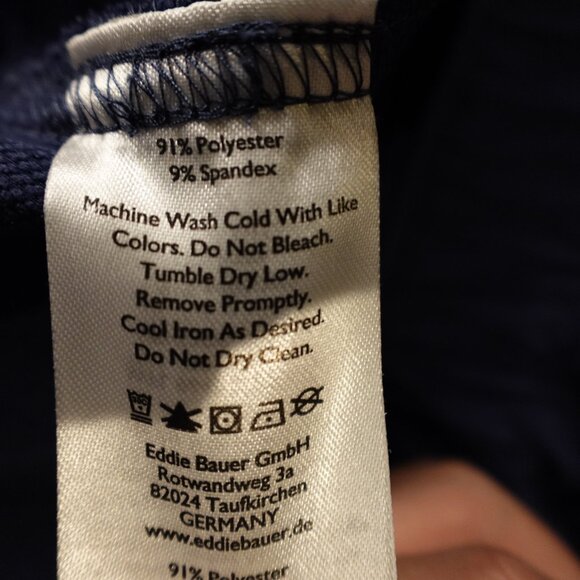 91% Polyester
9% Spandex
Machine Wash Cold With Like
Colors. Do Not Bleach.
Tumble Dry Low.
Remove Promptly.
Cool Iron As Desired.
Do Not Dry Clean.
Eddie Bauer GmbH
Rotwandweg 3a
82024 Taufkirchen
GERMANY
www.eddiebauer.de
91% Polyester